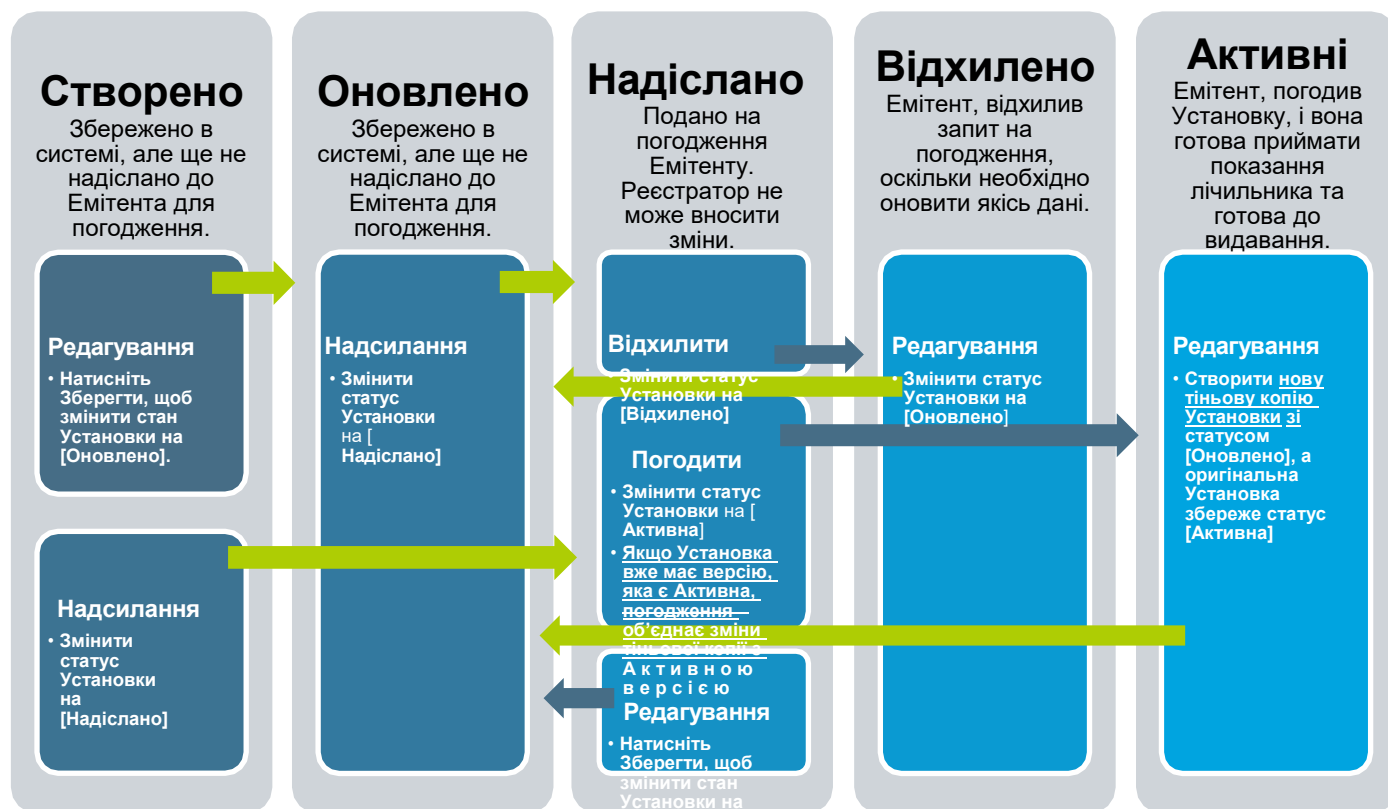 Створено
Збережено в
системі, але ще не
надіслано до
Емітента для
погодження.
Редагування
• Натисніть
Зберегти, щоб
змінити стан
Установки на
[Оновлено].
Надсилання
• Змінити
статус
Установки
на
[Надіслано]
Оновлено
Збережено в
системі, але ще не
надіслано до
Емітента для
погодження.
Надсилання
• Змінити
статус
Установки
на [
Надіслано]
Надіслано
Подано на
погодження
Емітенту.
Реєстратор не
може вносити
зміни.
Відхилити
• Змінити статус
Установки на
[Відхилено]
Погодити
• Змінити статус
Установки на [
Активна]
• Якщо Установка
вже має версію,
яка є Активна,
погодження
об’єднає зміни
тіньової копії з
Активною
версією
Редагування
• Натисніть
Зберегти, щоб
змінити стан
Установки на
Відхилено
Емітент, відхилив
запит на
погодження,
оскільки необхідно
оновити якісь дані.
Редагування
• Змінити статус
Установки на
[Оновлено]
Активні
Емітент, погодив
Установку, і вона
готова приймати
показання
лічильника та
готова до
видавання.
Редагування
• Створити нову
тіньову копію
Установки зі
статусом
[Оновлено], а
оригінальна
Установка
збереже статус
[Активна]